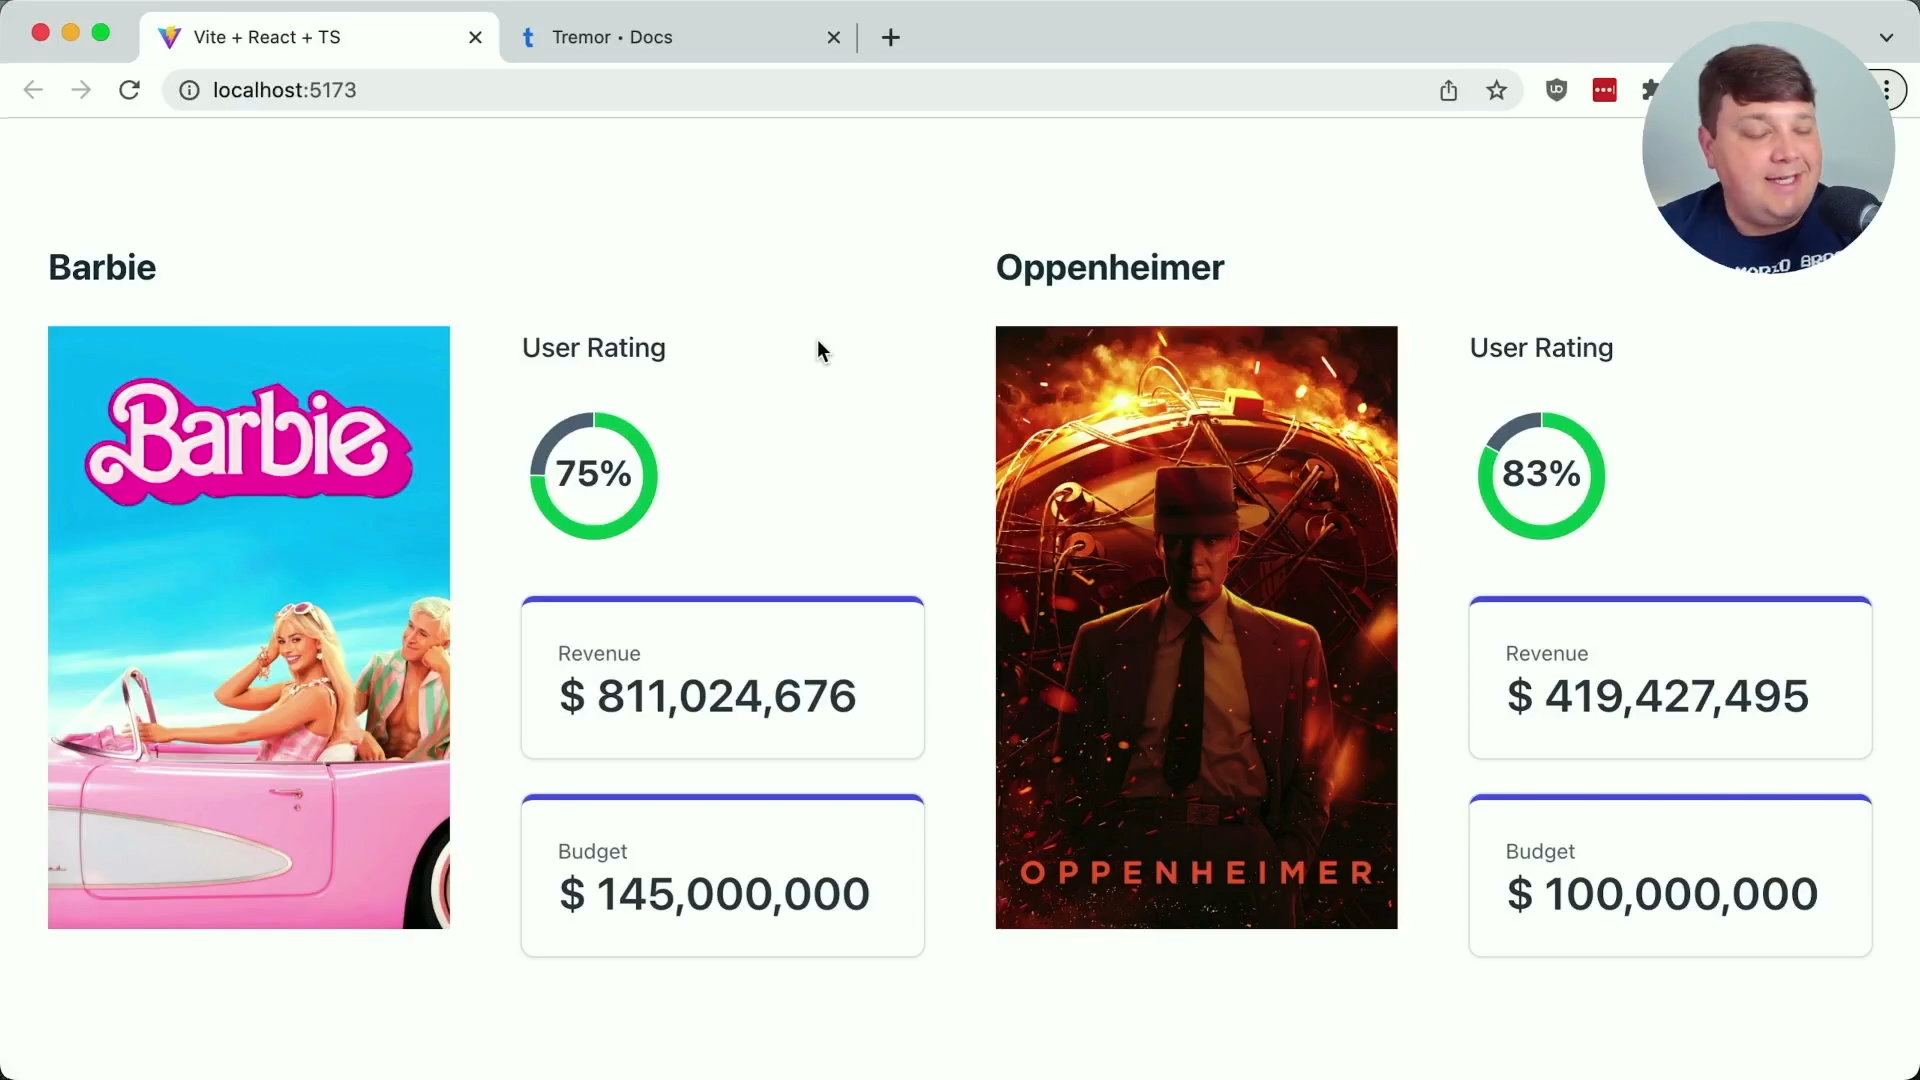 Vite + React + TS
Tremor • Docs
localhost:5173
Barbie
Oppenheimer
Barbie
User Rating
75%
Revenue
$ 811,024,676
Budget
$ 145,000,000
OPPENHEIMER
User Rating
83%
Revenue
$ 419,427,495
Budget
$ 100,000,000